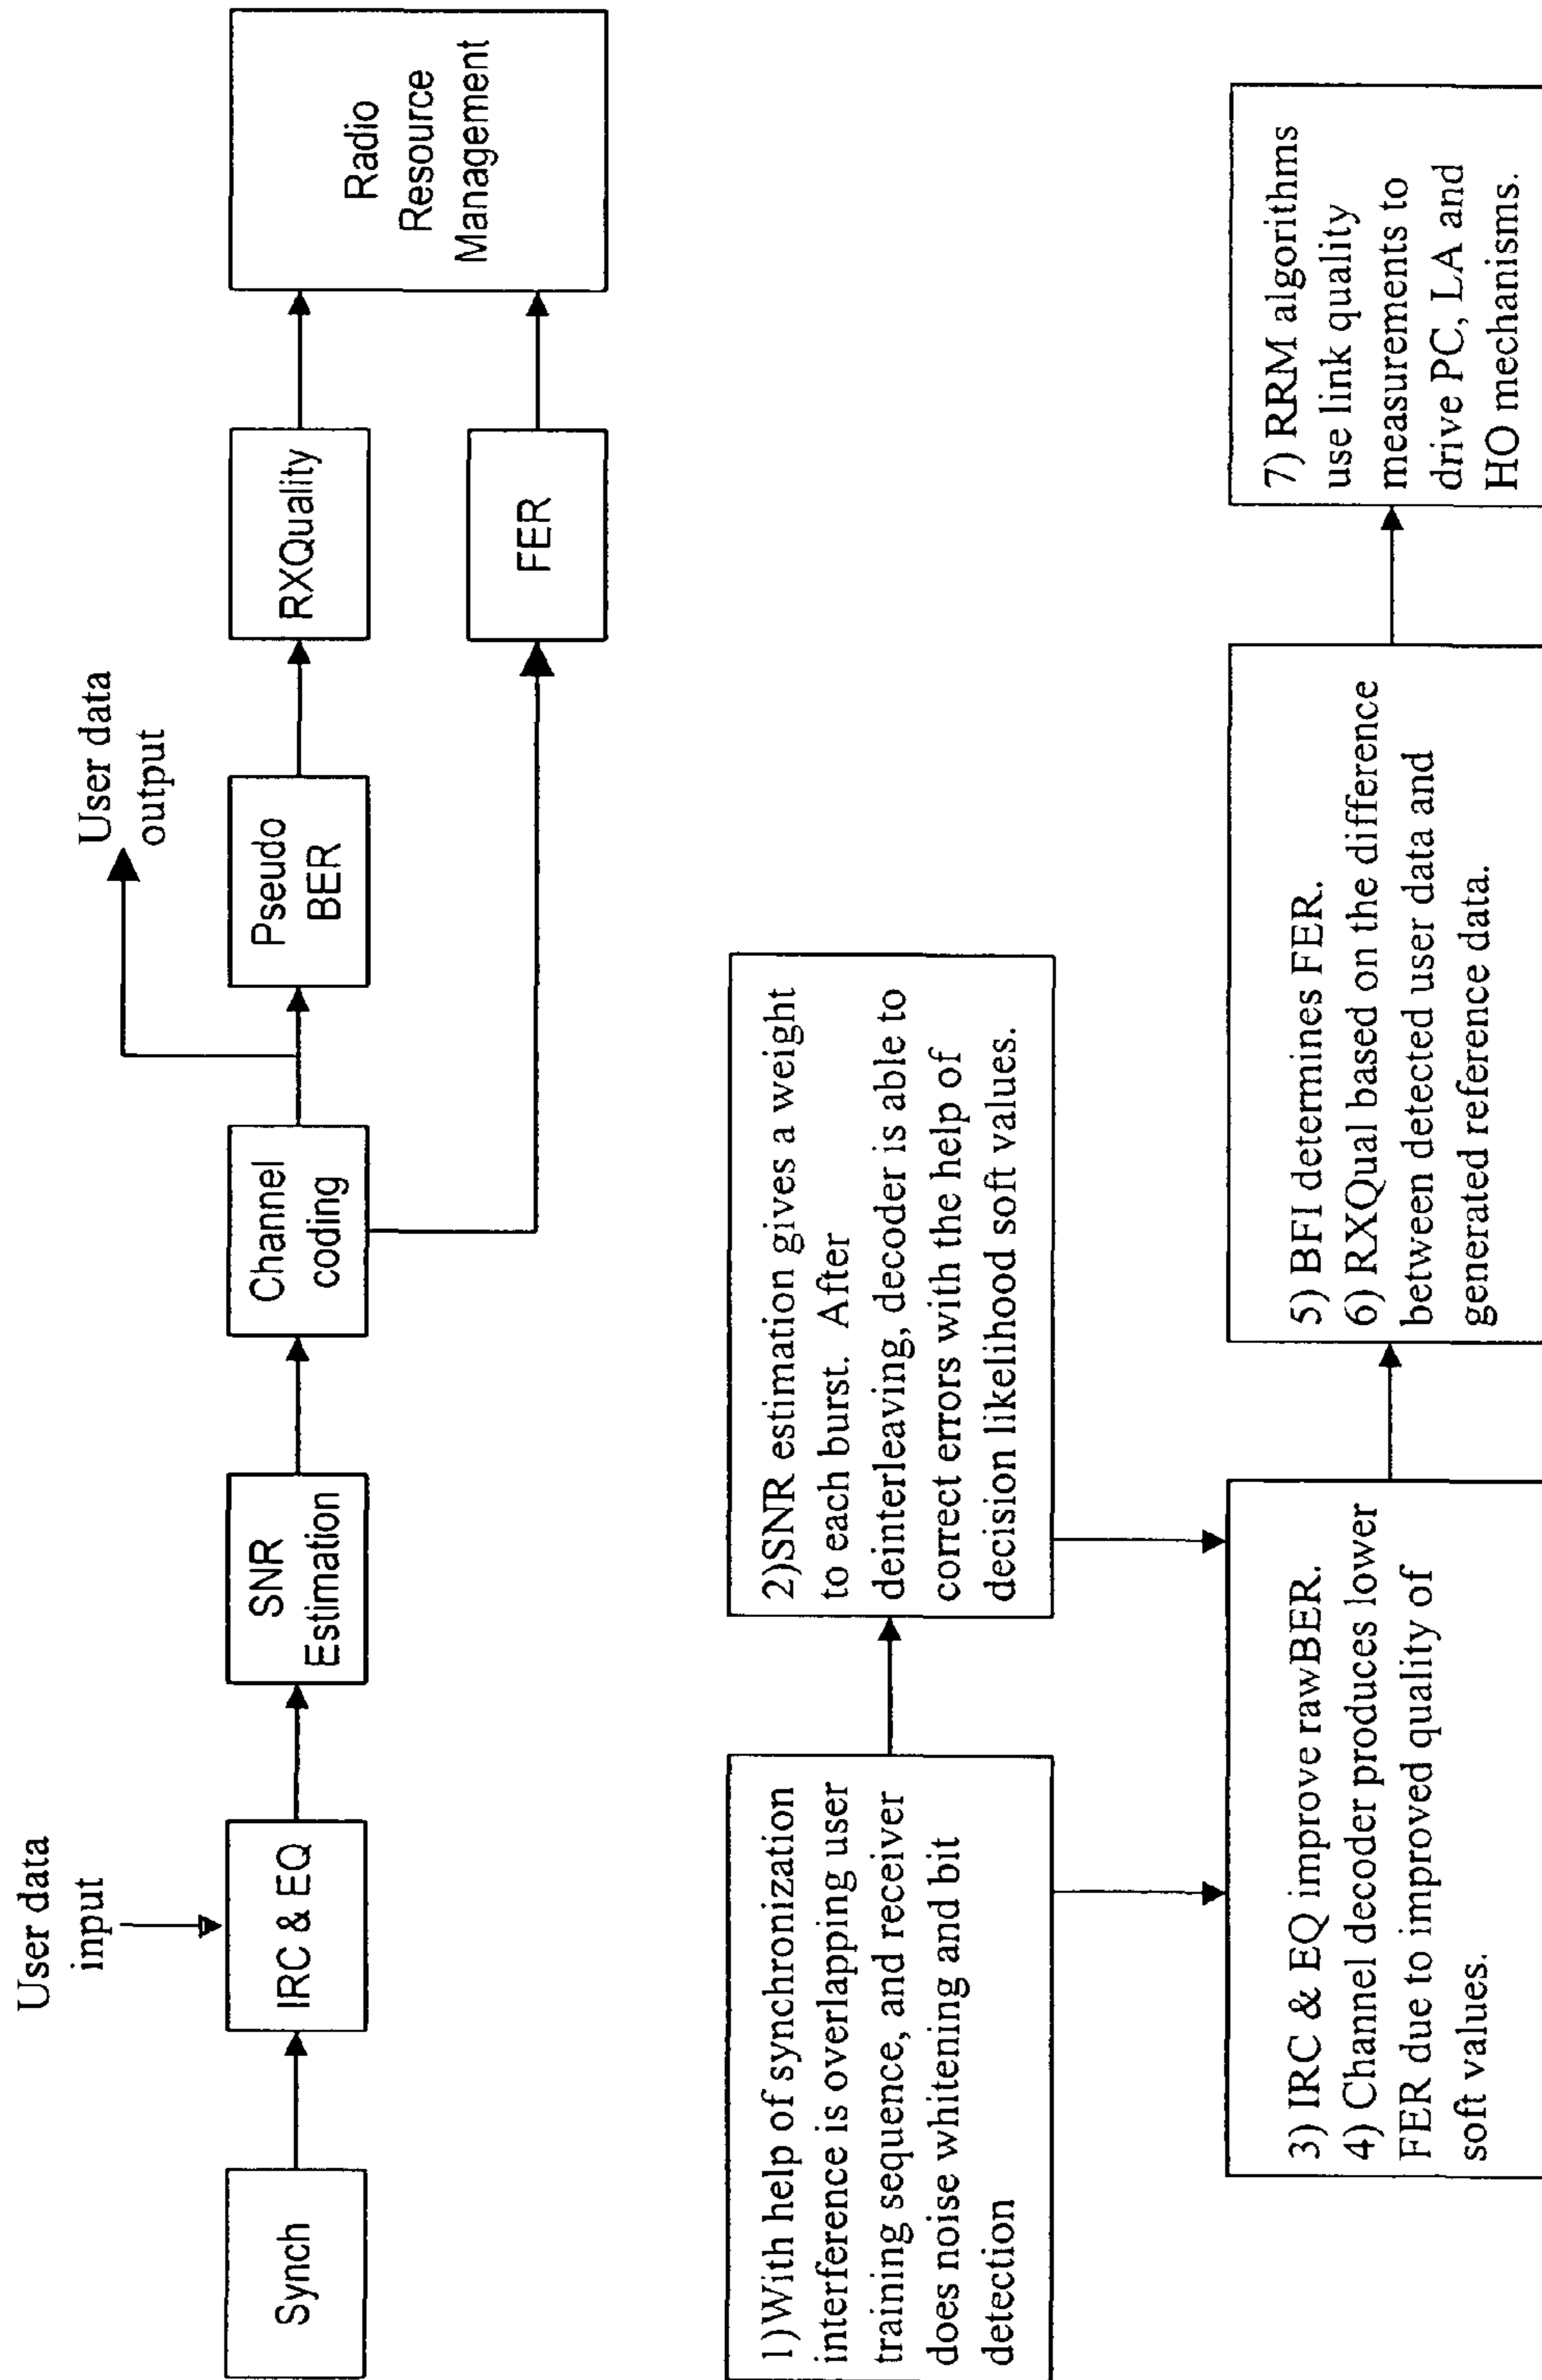 User data
input
User data
output
Synch
IRC & EQ
SNR
Estimation
Channel
coding
Pseudo
BER
RXQuality
FER
Radio
Resource
Management
1)With help of synchronization
interference is overlapping user
training sequence, and receiver
does noise whitening and bit
detection
2)SNR estimation gives a weight
to each burst. After
deinterleaving, decoder is able to
correct errors with the help of
decision likelihood soft values.
3) IRC & EQ improve rawBER.
4) Channel decoder produces lower
FER due to improved quality of
soft values.
5) BFI determines FER.
6) RXQual based on the difference
between detected user data and
generated reference data.
7) RRM algorithms
use link quality
measurements to
drive PC, LA and
HO mechanisms.